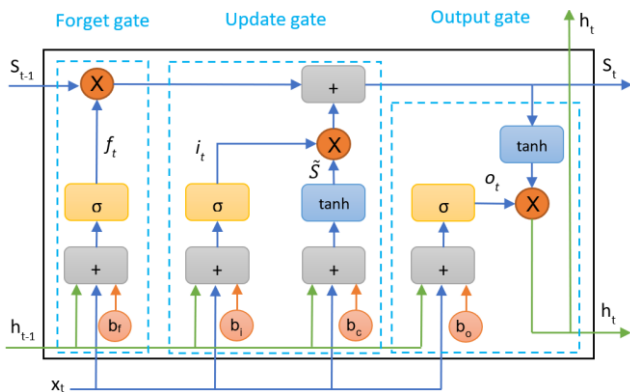 Forget gate Update gate Output gate
h_t
S_{t-1} X + S_t
f_t i_t X tanh
S̃ o_t
σ σ tanh σ X
+ + + +
h_{t-1} b_f b_i b_c b_o h_t
x_t